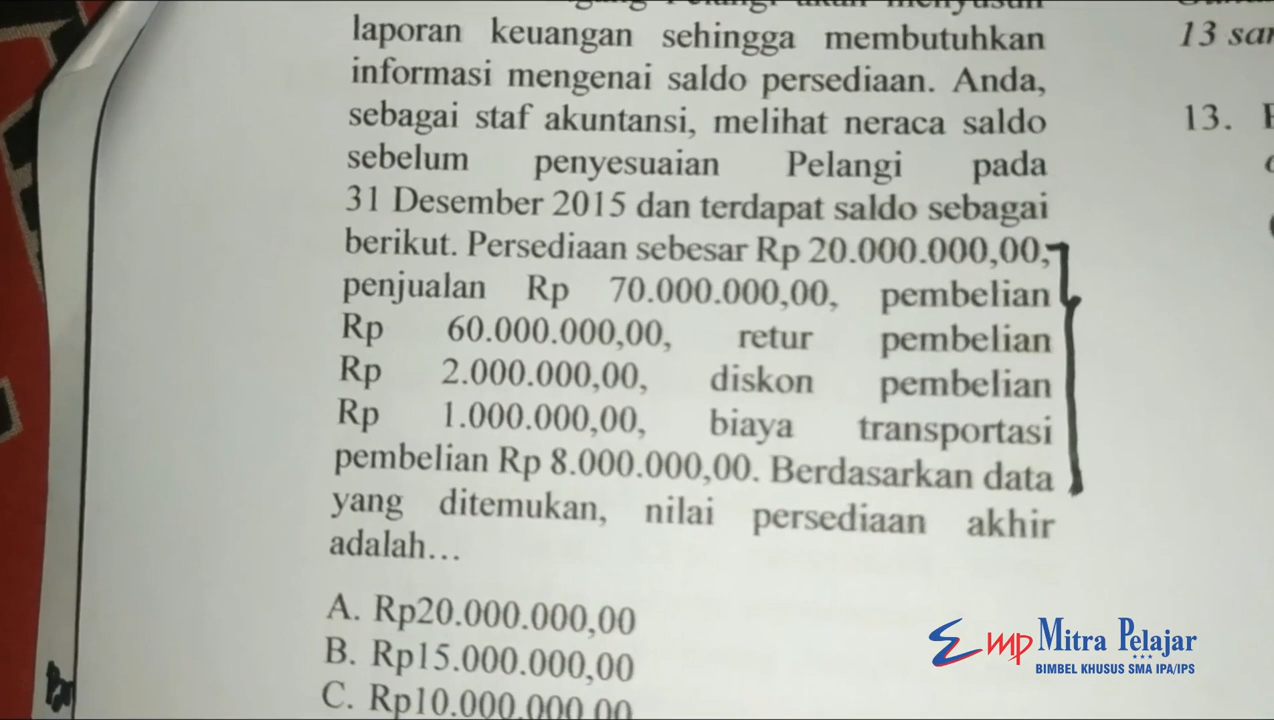 laporan keuangan sehingga membutuhkan
informasi mengenai saldo persediaan. Anda,
sebagai staf akuntansi, melihat neraca saldo
sebelum penyesuaian Pelangi pada
31 Desember 2015 dan terdapat saldo sebagai
berikut. Persediaan sebesar Rp 20.000.000,00,
penjualan Rp 70.000.000,00, pembelian
Rp 60.000.000,00, retur pembelian
Rp 2.000.000,00, diskon pembelian
Rp 1.000.000,00, biaya transportasi
pembelian Rp 8.000.000,00. Berdasarkan data
yang ditemukan, nilai persediaan akhir
adalah…
A. Rp20.000.000,00
B. Rp15.000.000,00
C. Rp10.000.000,00
13
13.
emp Mitra Pelajar
BIMBEL KHUSUS SMA IPA/IPS